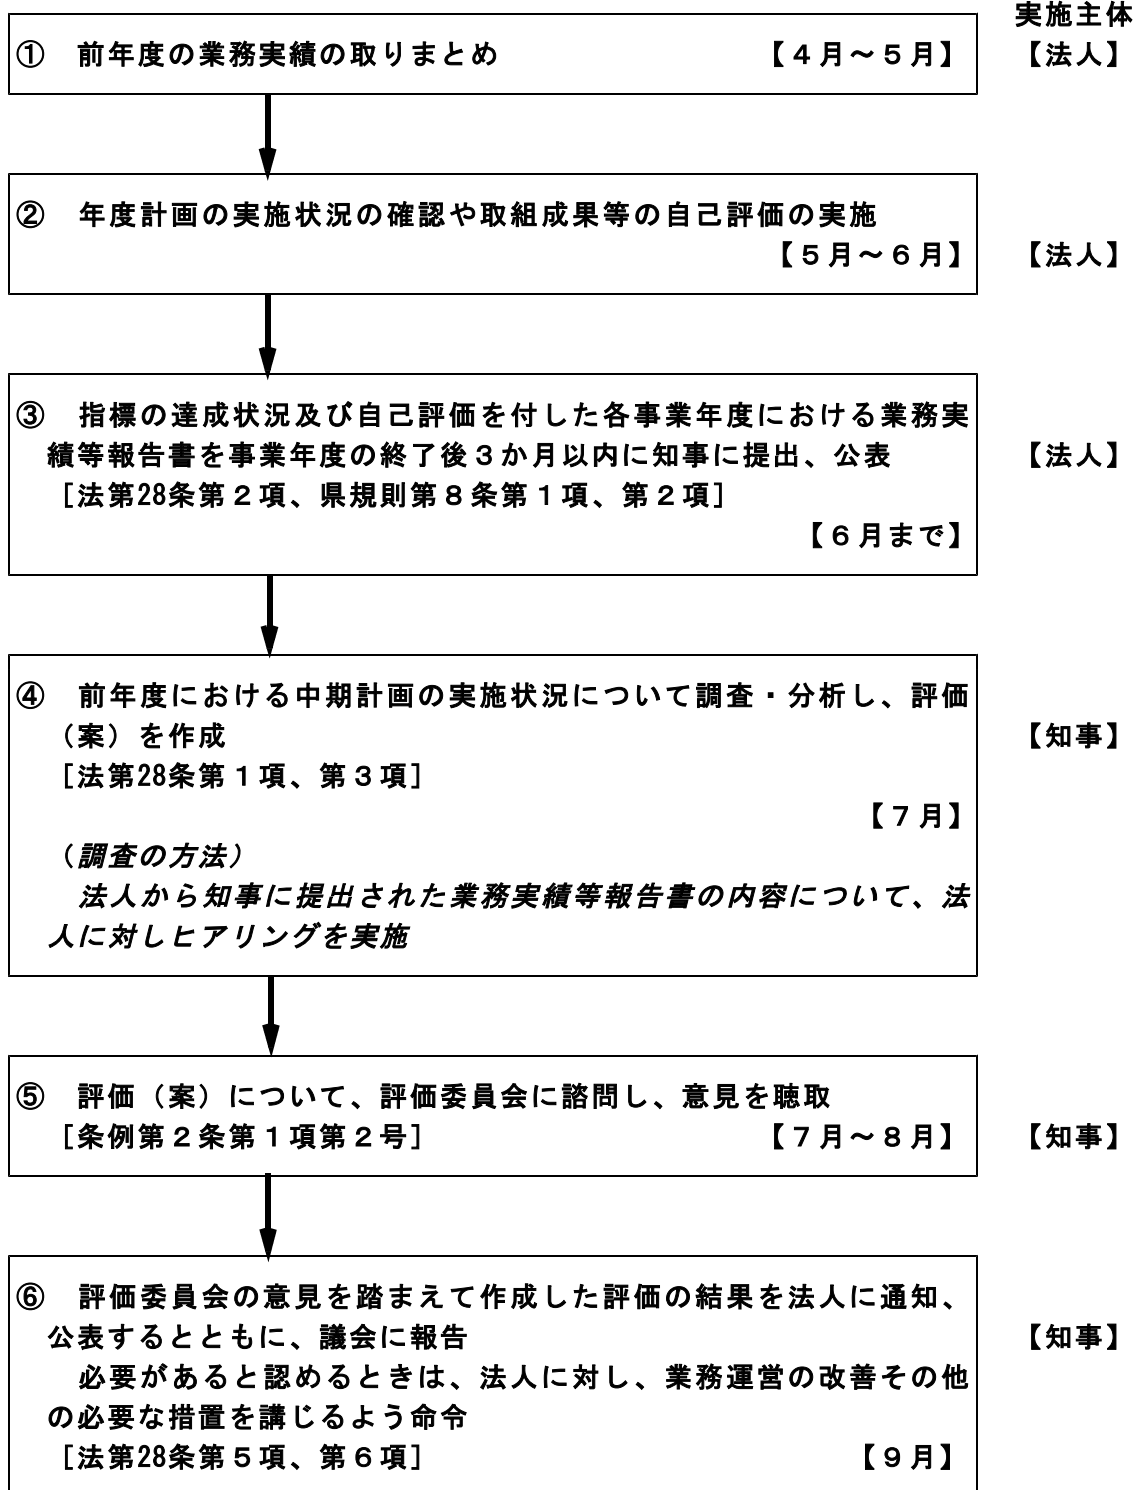 実施主体
① 前年度の業務実績の取りまとめ 【４月～５月】 【法人】
② 年度計画の実施状況の確認や取組成果等の自己評価の実施
【５月～６月】 【法人】
③ 指標の達成状況及び自己評価を付した各事業年度における業務実
績等報告書を事業年度の終了後３か月以内に知事に提出、公表 【法人】
［法第28条第２項、県規則第８条第１項、第２項］
【６月まで】
④ 前年度における中期計画の実施状況について調査・分析し、評価
（案）を作成 【知事】
［法第28条第１項、第３項］
【７月】
（調査の方法）
法人から知事に提出された業務実績等報告書の内容について、法
人に対しヒアリングを実施
⑤ 評価（案）について、評価委員会に諮問し、意見を聴取
［条例第２条第１項第２号］ 【７月～８月】 【知事】
⑥ 評価委員会の意見を踏まえて作成した評価の結果を法人に通知、
公表するとともに、議会に報告 【知事】
必要があると認めるときは、法人に対し、業務運営の改善その他
の必要な措置を講じるよう命令
［法第28条第５項、第６項］ 【９月】